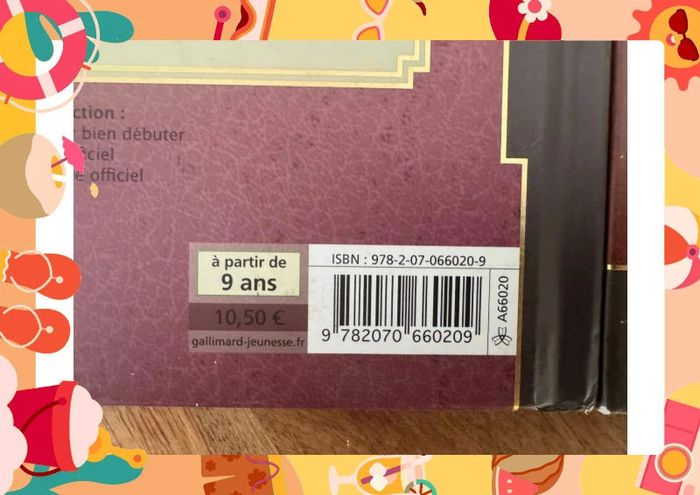 ction :
bien débuter
ciel
officiel
à partir de
9 ans
10,50 €
gallimard-jeunesse.fr
ISBN : 978-2-07-066020-9
9 782070 660209
A66020